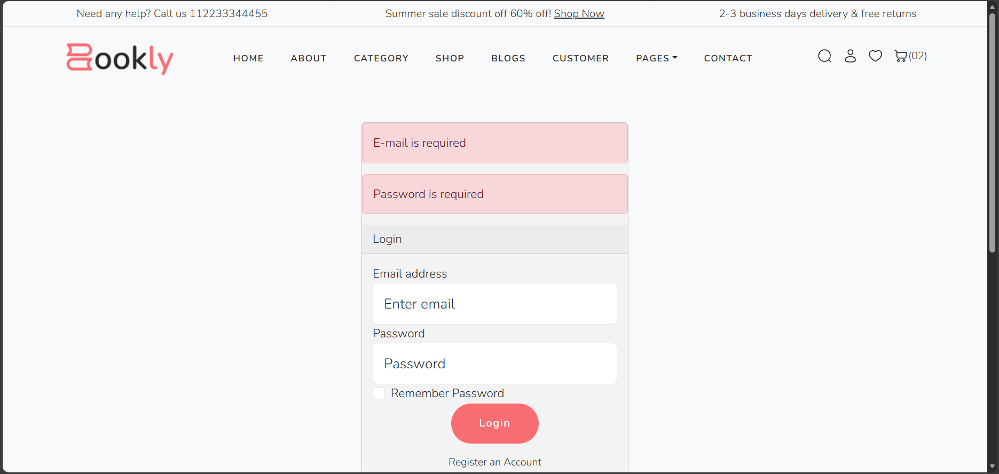 Need any help? Call us 112233344455
Summer sale discount off 60% off! Shop Now
2-3 business days delivery & free returns
Bookly
HOME
ABOUT
CATEGORY
SHOP
BLOGS
CUSTOMER
PAGES
CONTACT
(02)
E-mail is required
Password is required
Login
Email address
Enter email
Password
Password
Remember Password
Login
Register an Account